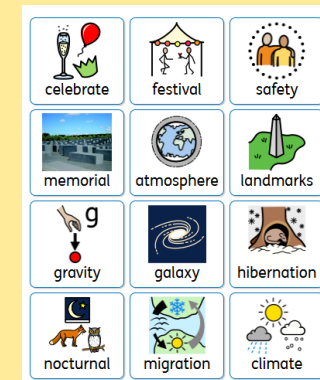 celebrate festival safety
memorial atmosphere landmarks
g
gravity galaxy hibernation
nocturnal migration climate